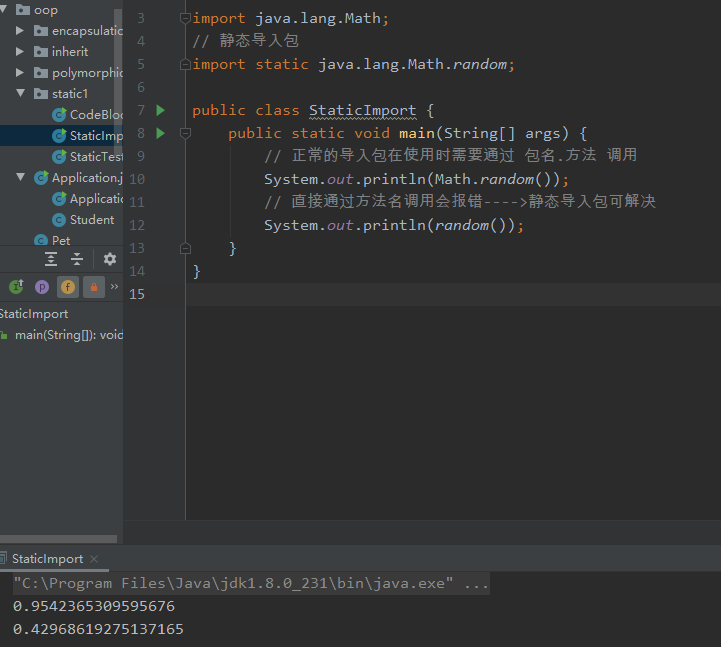 oop
encapsulatic
inherit
polymorphic
static1
CodeBloc
StaticImp
StaticTest
Application.j
Applicatio
Student
Pet
StaticImport
main(String[]): void
3 import java.lang.Math;
4 // 静态导入包
5 import static java.lang.Math.random;
6
7 public class StaticImport {
8 public static void main(String[] args) {
9 // 正常的导入包在使用时需要通过 包名.方法 调用
10 System.out.println(Math.random());
11 // 直接通过方法名调用会报错---->静态导入包可解决
12 System.out.println(random());
13 }
14 }
15
StaticImport ×
"C:\Program Files\Java\jdk1.8.0_231\bin\java.exe" ...
0.9542365309595676
0.42968619275137165